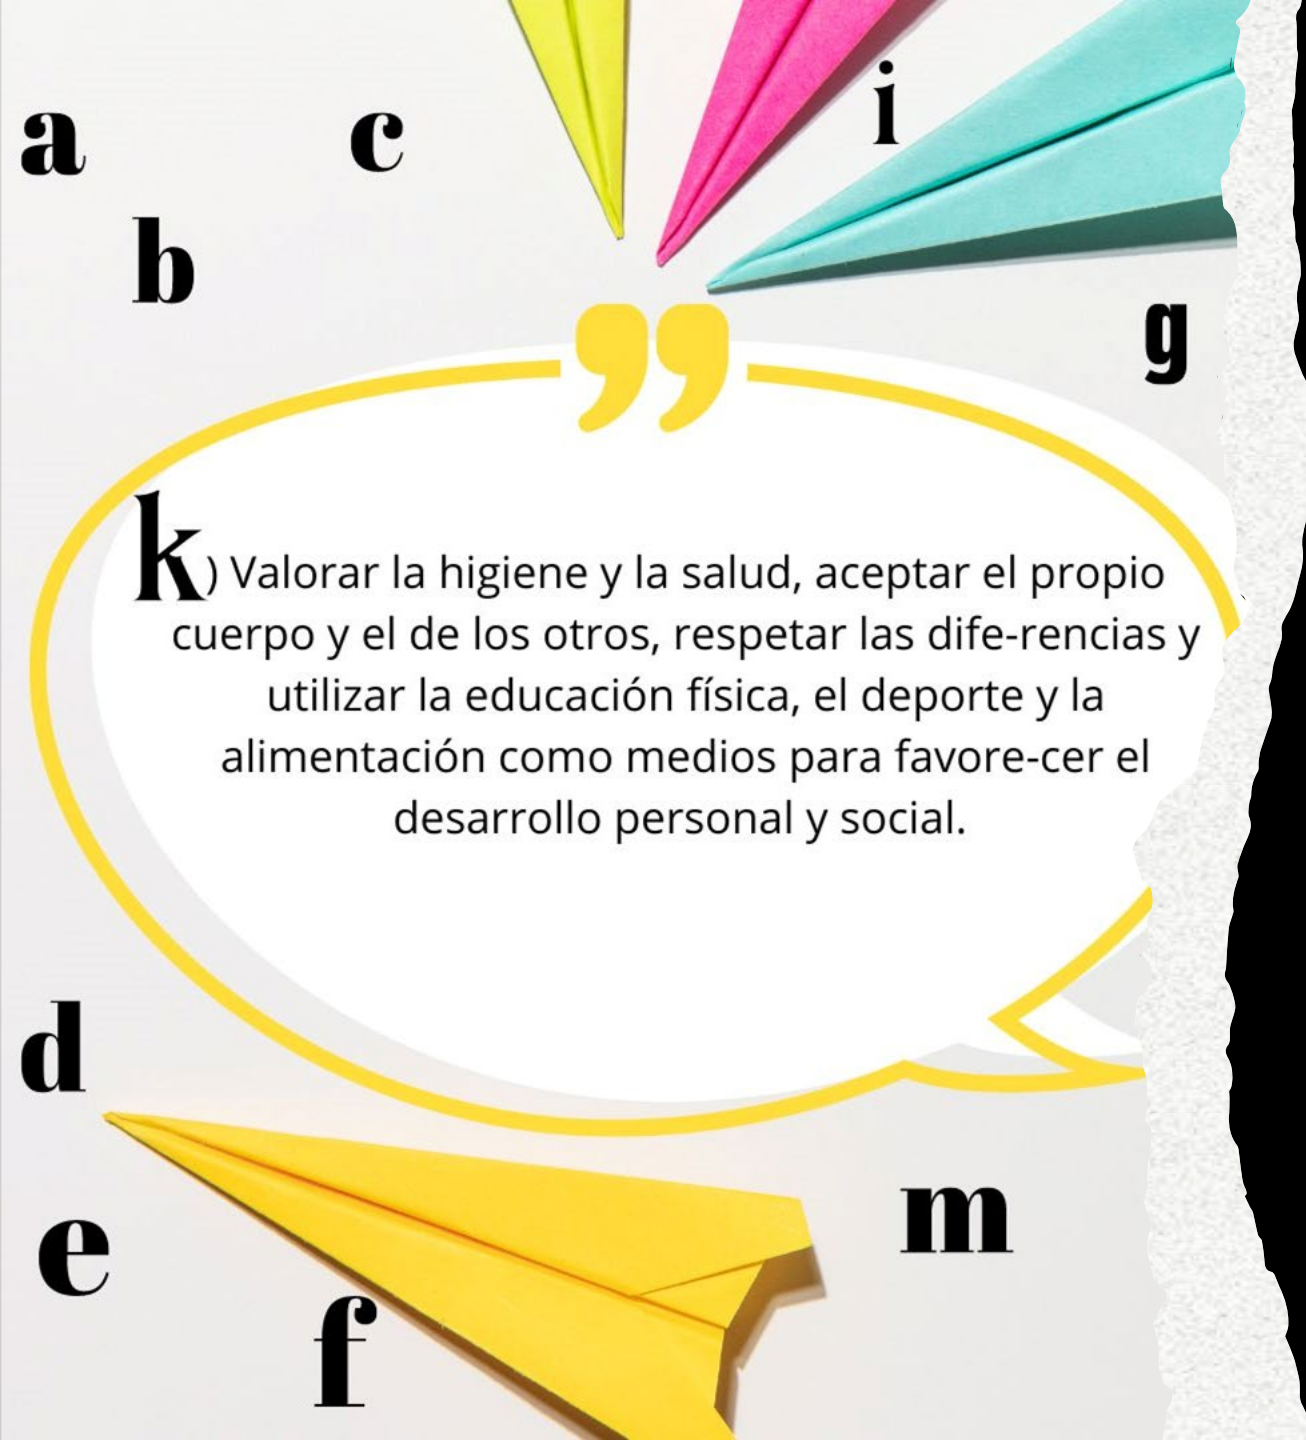 i
a
c
b
g
k) Valorar la higiene y la salud, aceptar el propio
cuerpo y el de los otros, respetar las dife-rencias y
utilizar la educación física, el deporte y la
alimentación como medios para favore-cer el
desarrollo personal y social.
d
m
e
f